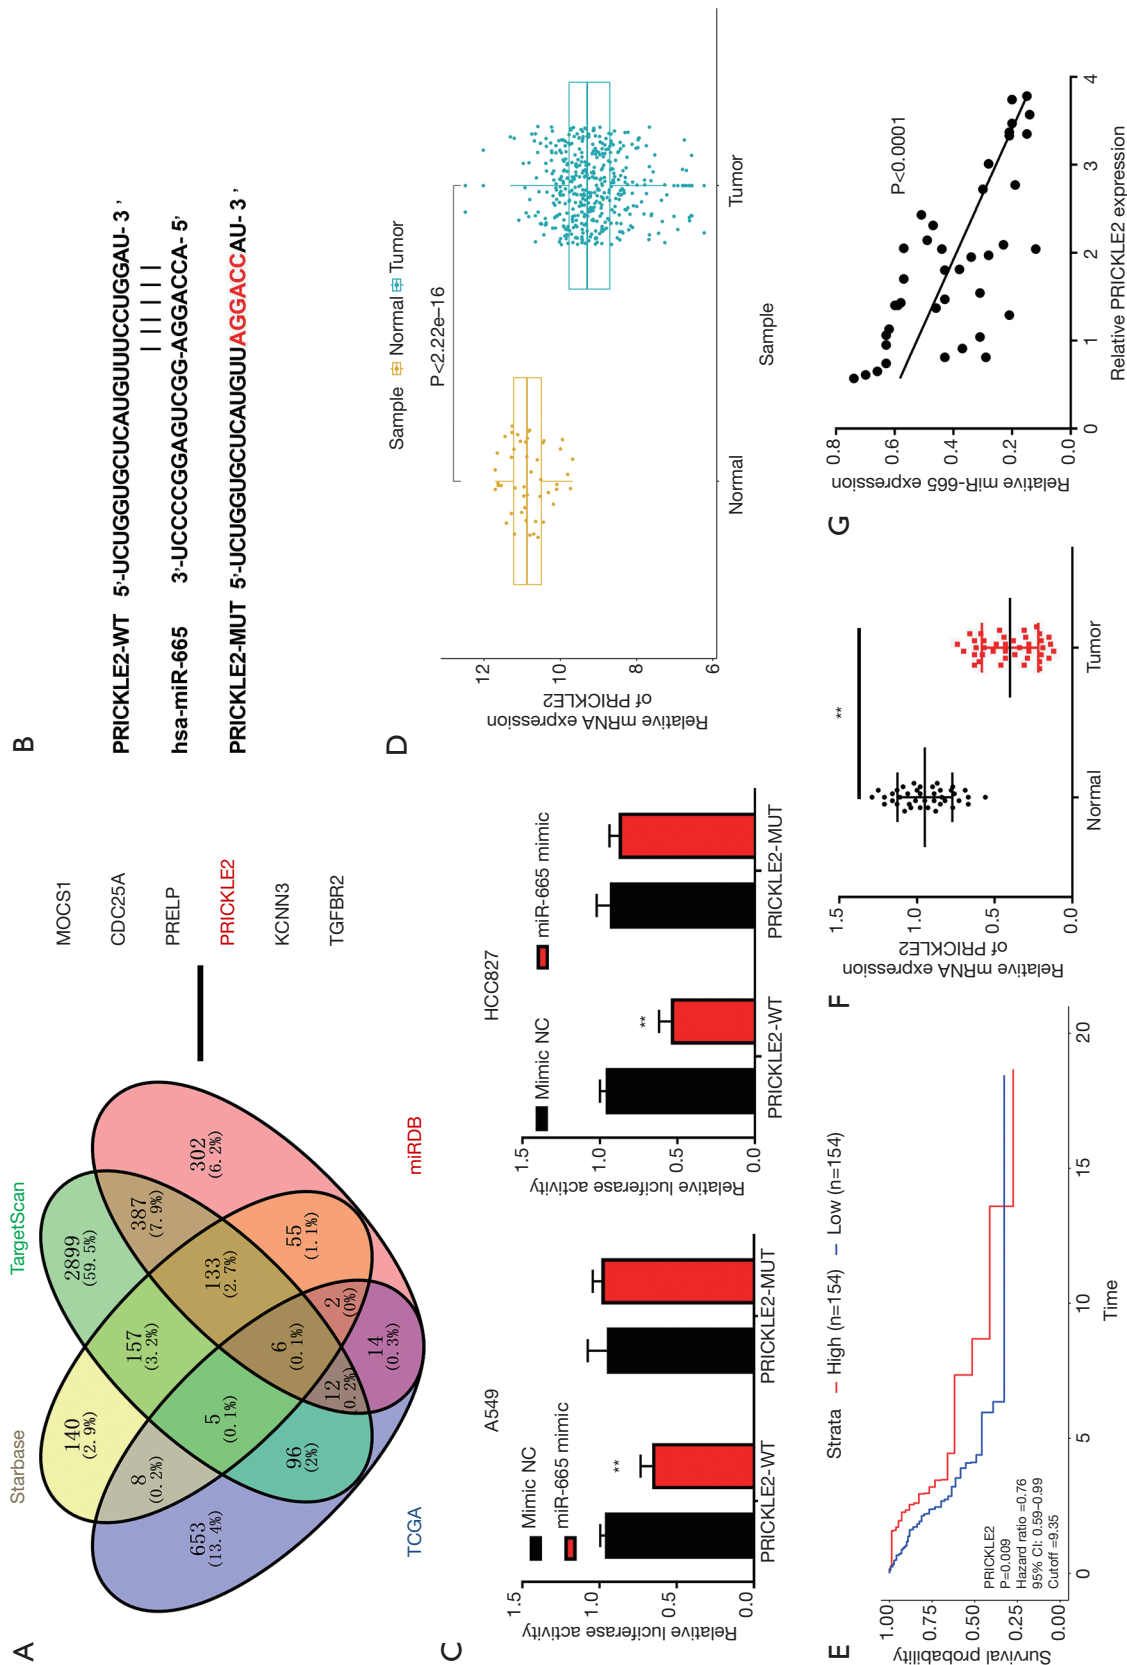 A
Starbase
TargetScan
TCGA
miRDB
140
(2.9%)
2899
(59.5%)
653
(13.4%)
302
(6.2%)
157
(3.2%)
387
(7.9%)
8
(0.2%)
133
(2.7%)
5
(0.1%)
6
(0.1%)
55
(1.1%)
96
(2%)
12
0.2%)
2
(0%)
14
(0.3%)
MOCS1
CDC25A
PRELP
PRICKLE2
KCNN3
TGFBR2
B
PRICKLE2-WT 5’-UCUGGUGCUCAUGUUUCCUGGAU- 3 ’
hsa-miR-665 3’-UCCCCGGAGUCGG-AGGACCA- 5’
PRICKLE2-MUT 5’-UCUGGUGCUCAUGUUAGGACCAU- 3 ’
C
A549
Mimic NC
miR-665 mimic
Relative luciferase activity
1.5
1.0
0.5
0.0
**
PRICKLE2-WT
PRICKLE2-MUT
HCC827
Mimic NC
miR-665 mimic
Relative luciferase activity
1.5
1.0
0.5
0.0
**
PRICKLE2-WT
PRICKLE2-MUT
D
Sample Normal Tumor
P<2.22e–16
Relative mRNA expression
of PRICKLE2
12
10
8
6
Normal
Tumor
Sample
E
Strata High (n=154) Low (n=154)
Survival probability
1.00
0.75
0.50
0.25
0.00
PRICKLE2
P=0.009
Hazard ratio =0.76
95% CI: 0.59–0.99
Cutoff =9.35
0 5 10 15 20
Time
F
Relative mRNA expression
of PRICKLE2
1.5
1.0
0.5
0.0
**
Normal
Tumor
G
Relative miR-665 expression
0.8
0.6
0.4
0.2
0.0
P<0.0001
0 1 2 3 4
Relative PRICKLE2 expression